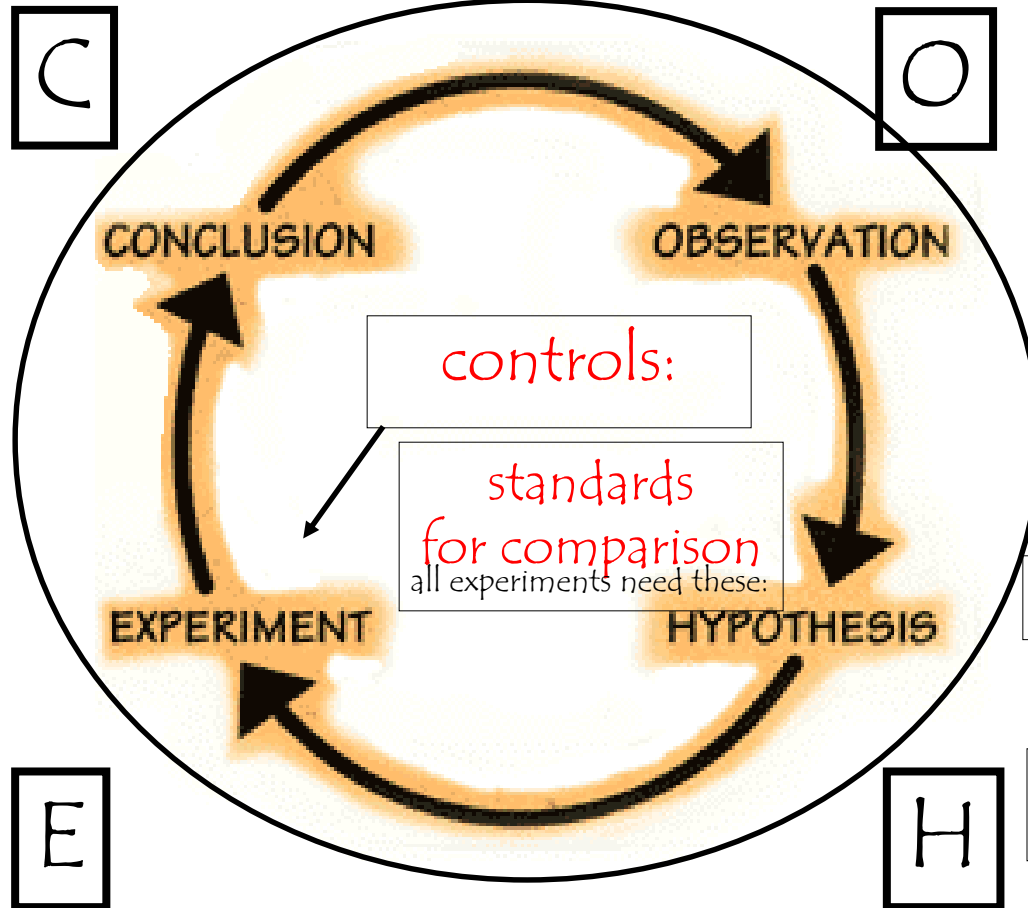 C
O
CONCLUSION
OBSERVATION
controls:
standards
for comparison
all experiments need these:
EXPERIMENT
HYPOTHESIS
E
H